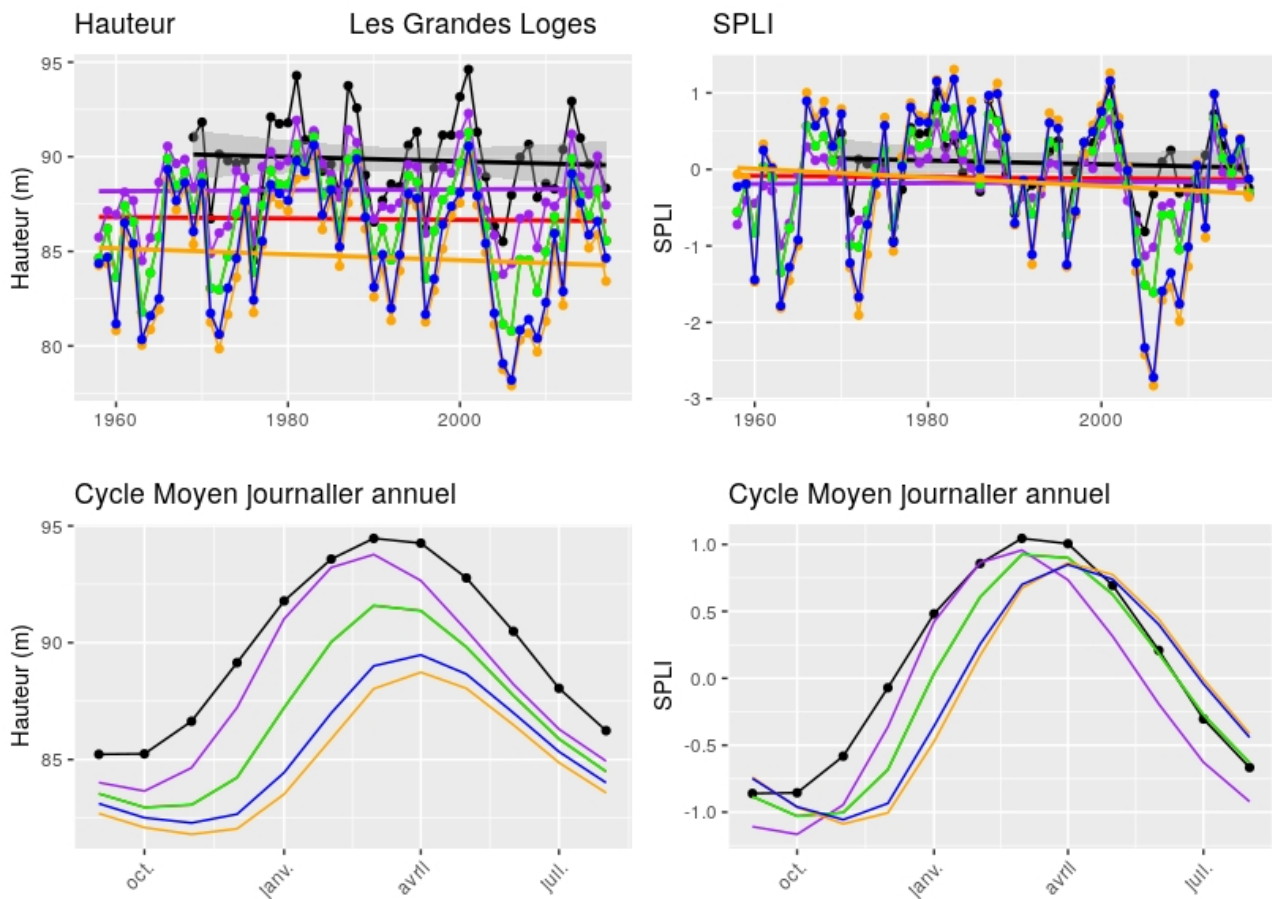 Hauteur
Les Grandes Loges
SPLI
95
90
85
80
Hauteur (m)
1960
1980
2000
1
0
-1
-2
-3
SPLI
1960
1980
2000
Cycle Moyen journalier annuel
95
90
85
Hauteur (m)
oct.
janv.
avril
juil.
Cycle Moyen journalier annuel
1.0
0.5
0.0
-0.5
-1.0
SPLI
oct.
janv.
avril
juil.